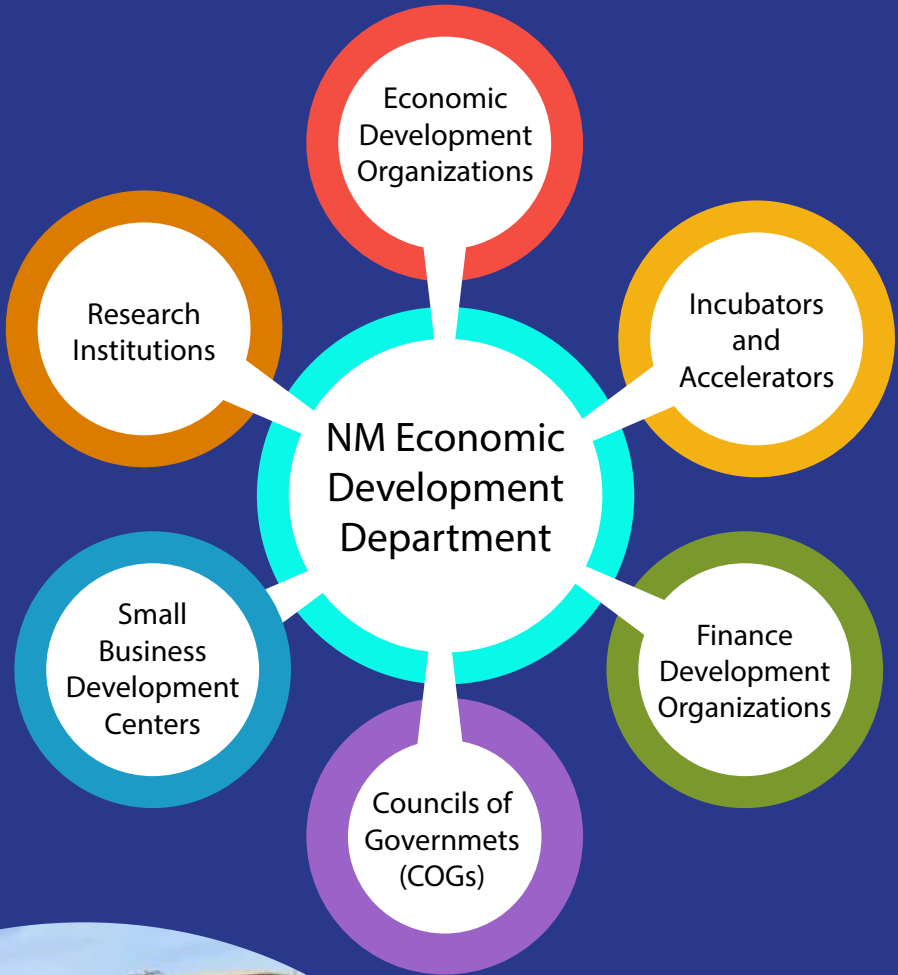 Economic
Development
Organizations
Research
Institutions
Incubators
and
Accelerators
NM Economic
Development
Department
Small
Business
Development
Centers
Finance
Development
Organizations
Councils of
Governmets
(COGs)